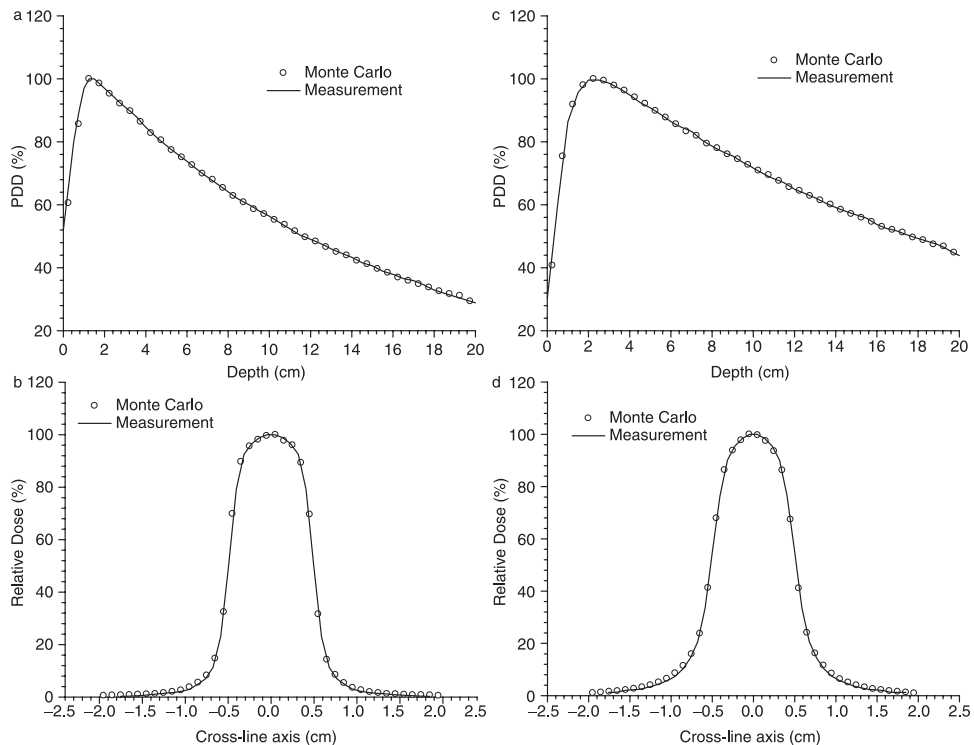 a
120
100
80
60
40
20
PDD (%)
Monte Carlo
Measurement
0 2 4 6 8 10 12 14 16 18 20
Depth (cm)
c
120
100
80
60
40
20
PDD (%)
Monte Carlo
Measurement
0 2 4 6 8 10 12 14 16 18 20
Depth (cm)
b
120
100
80
60
40
20
0
Relative Dose (%)
Monte Carlo
Measurement
–2.5 –2.0 –1.5 –1.0 –0.5 0.0 0.5 1.0 1.5 2.0 2.5
Cross-line axis (cm)
d
120
100
80
60
40
20
0
Relative Dose (%)
Monte Carlo
Measurement
–2.5 –2.0 –1.5 –1.0 –0.5 0.0 0.5 1.0 1.5 2.0 2.5
Cross-line axis (cm)